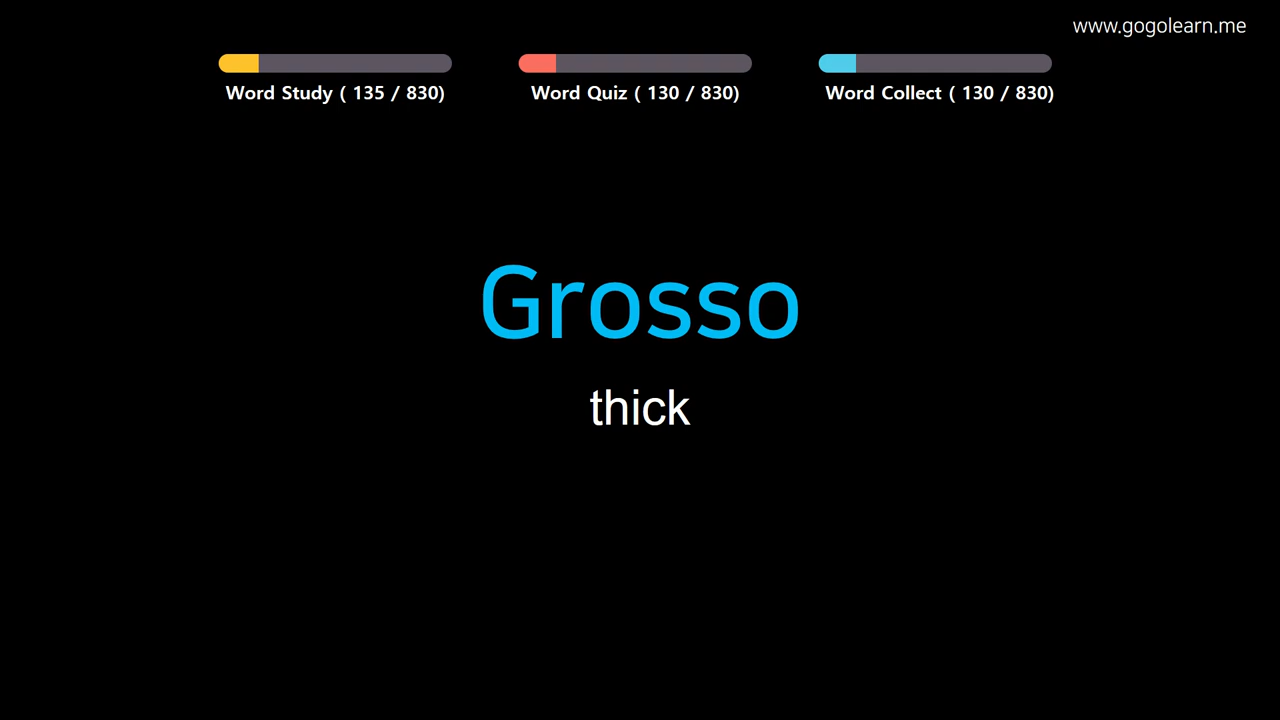 www.gogolearn.me
Word Study ( 135 / 830)
Word Quiz ( 130 / 830)
Word Collect ( 130 / 830)
Grosso
thick